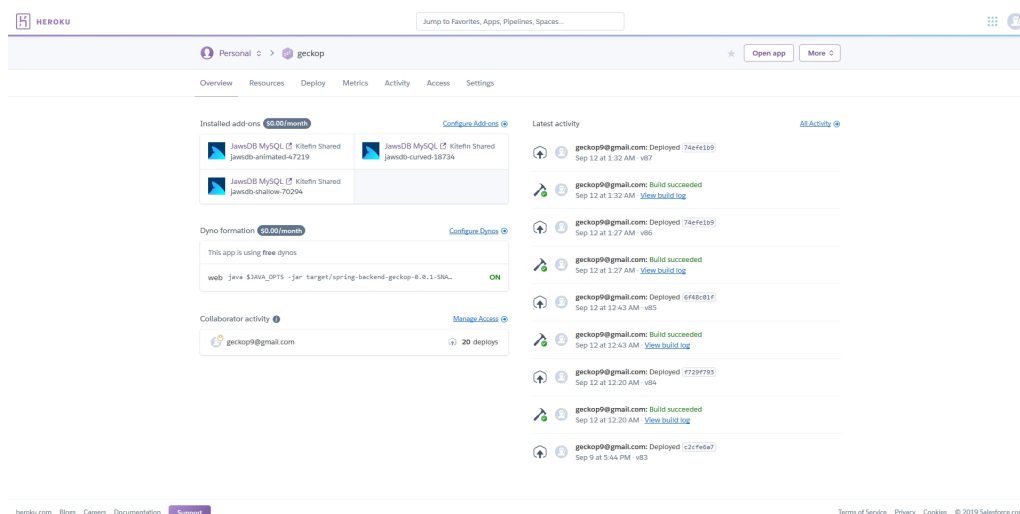 HEROKU
Jump to Favorites, Apps, Pipelines, Spaces...
Personal > geckop
Open app
More
Overview Resources Deploy Metrics Activity Access Settings
Installed add-ons $0.00/month Configure Add-ons
JawsDB MySQL Kitefin Shared
jawsdb-animated-47219
JawsDB MySQL Kitefin Shared
jawsdb-curved-18734
JawsDB MySQL Kitefin Shared
jawsdb-shallow-70294
Dyno formation $0.00/month Configure Dynos
This app is using free dynos
web java $JAVA_OPTS -jar target/spring-backend-geckop-0.0.1-SNA… ON
Collaborator activity Manage Access
geckop9@gmail.com 20 deploys
Latest activity All Activity
geckop9@gmail.com: Deployed 74efe1b9
Sep 12 at 1:32 AM · v87
geckop9@gmail.com: Build succeeded
Sep 12 at 1:32 AM · View build log
geckop9@gmail.com: Deployed 74efe1b9
Sep 12 at 1:27 AM · v86
geckop9@gmail.com: Build succeeded
Sep 12 at 1:27 AM · View build log
geckop9@gmail.com: Deployed 6f48c01f
Sep 12 at 12:43 AM · v85
geckop9@gmail.com: Build succeeded
Sep 12 at 12:43 AM · View build log
geckop9@gmail.com: Deployed f729f793
Sep 12 at 12:20 AM · v84
geckop9@gmail.com: Build succeeded
Sep 12 at 12:20 AM · View build log
geckop9@gmail.com: Deployed c2cfe6a7
Sep 9 at 5:44 PM · v83
heroku.com Blogs Careers Documentation Support
Terms of Service Privacy Cookies © 2019 Salesforce.com